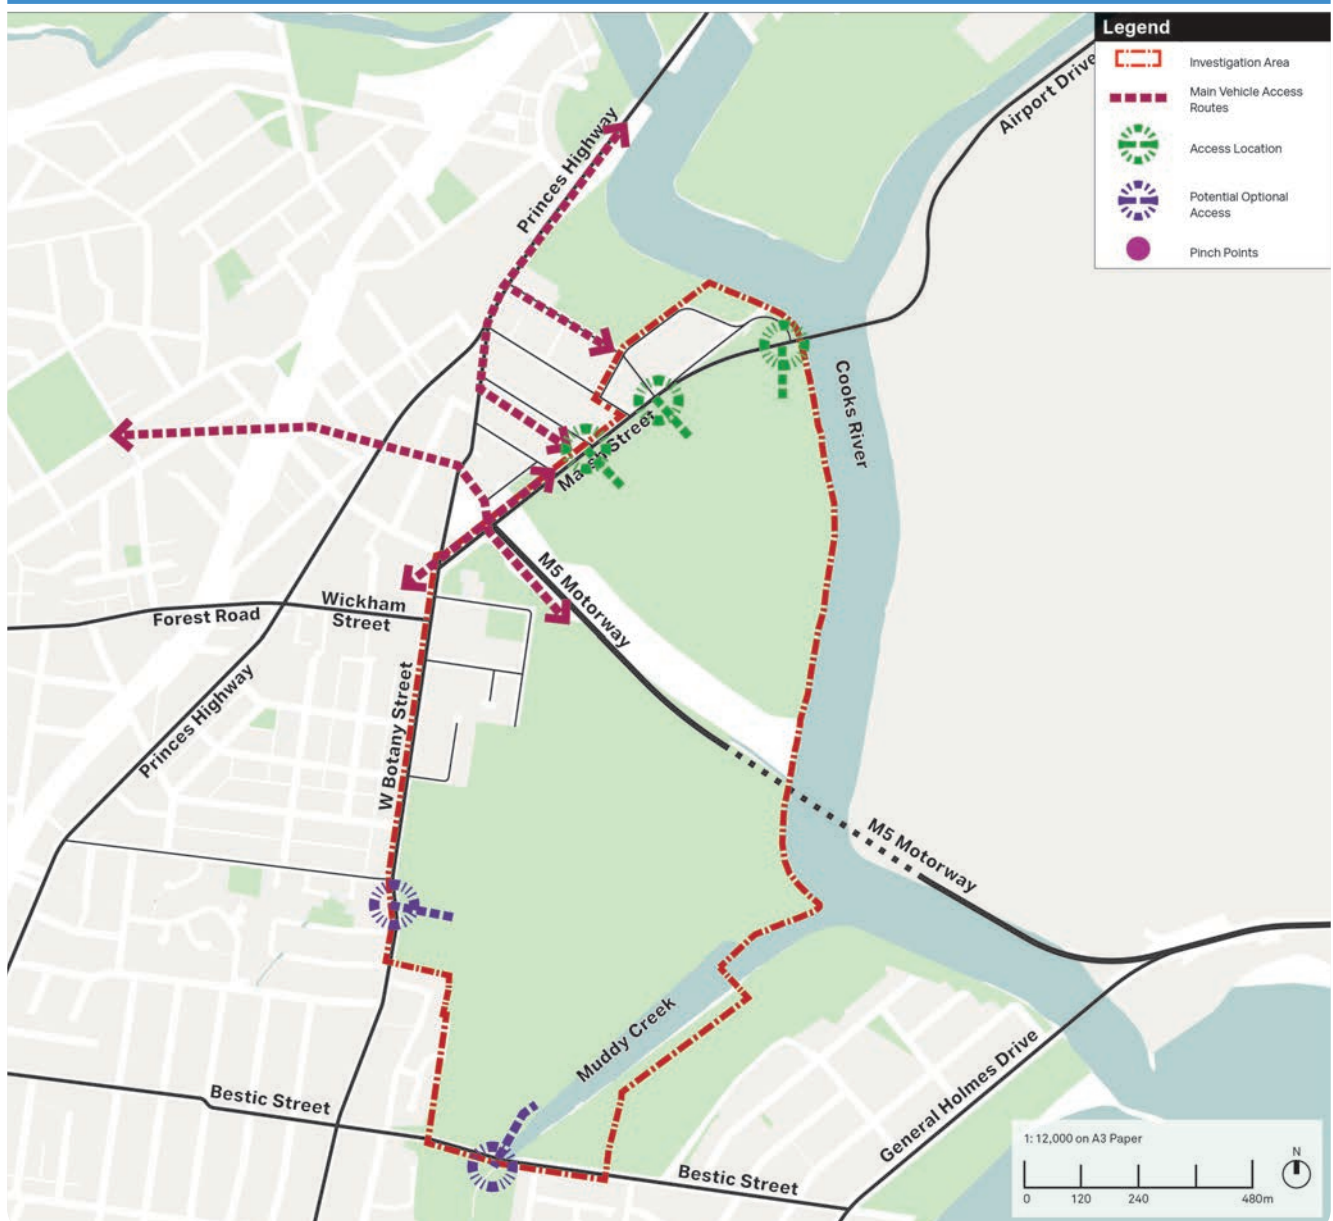 Legend
Investigation Area
Main Vehicle Access
Routes
Access Location
Potential Optional
Access
Pinch Points
Airport Drive
Princes Highway
Cooks River
Marsh Street
M5 Motorway
Wickham
Street
Forest Road
W Botany Street
Princes Highway
M5 Motorway
Muddy Creek
General Holmes Drive
Bestic Street
Bestic Street
1: 12,000 on A3 Paper
N
0 120 240 480m